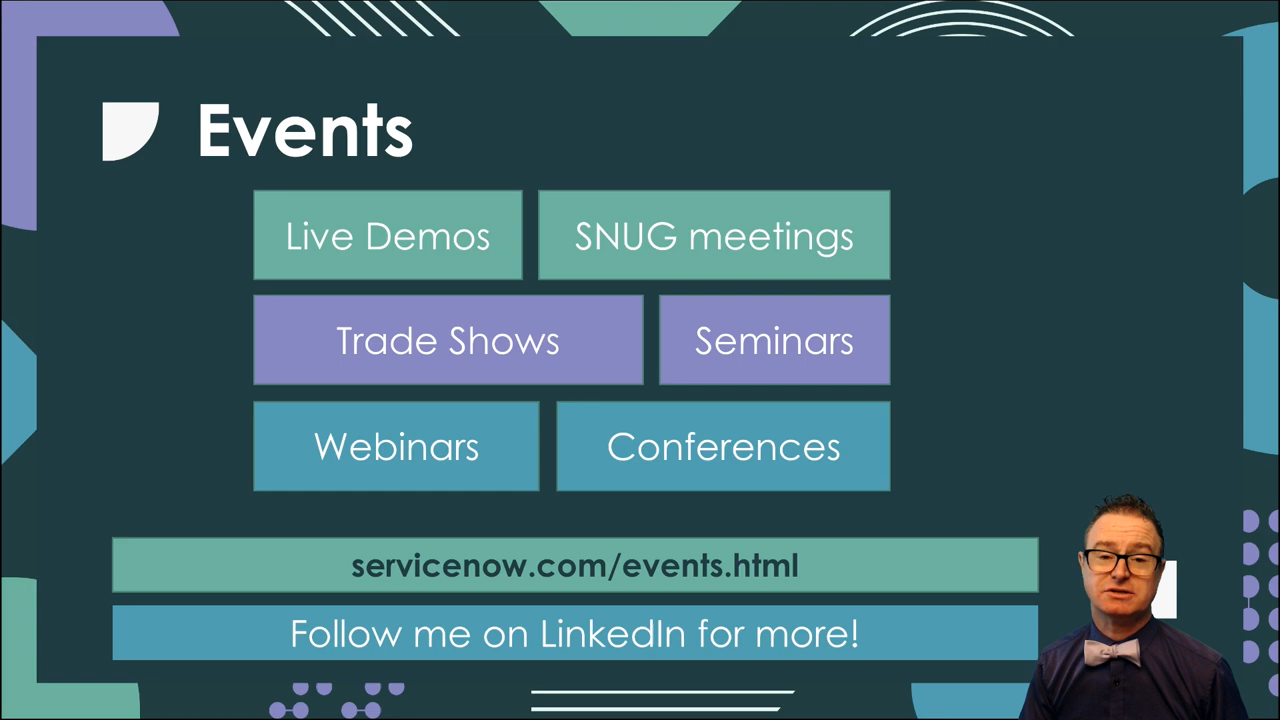 Events
Live Demos
SNUG meetings
Trade Shows
Seminars
Webinars
Conferences
servicenow.com/events.html
Follow me on LinkedIn for more!